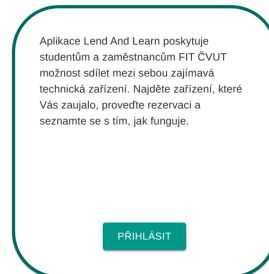 Aplikace Lend And Learn poskytuje
studentům a zaměstnancům FIT ČVUT
možnost sdílet mezi sebou zajímavá
technická zařízení. Najděte zařízení, které
Vás zaujalo, proveďte rezervaci a
seznamte se s tím, jak funguje.
PŘIHLÁSIT